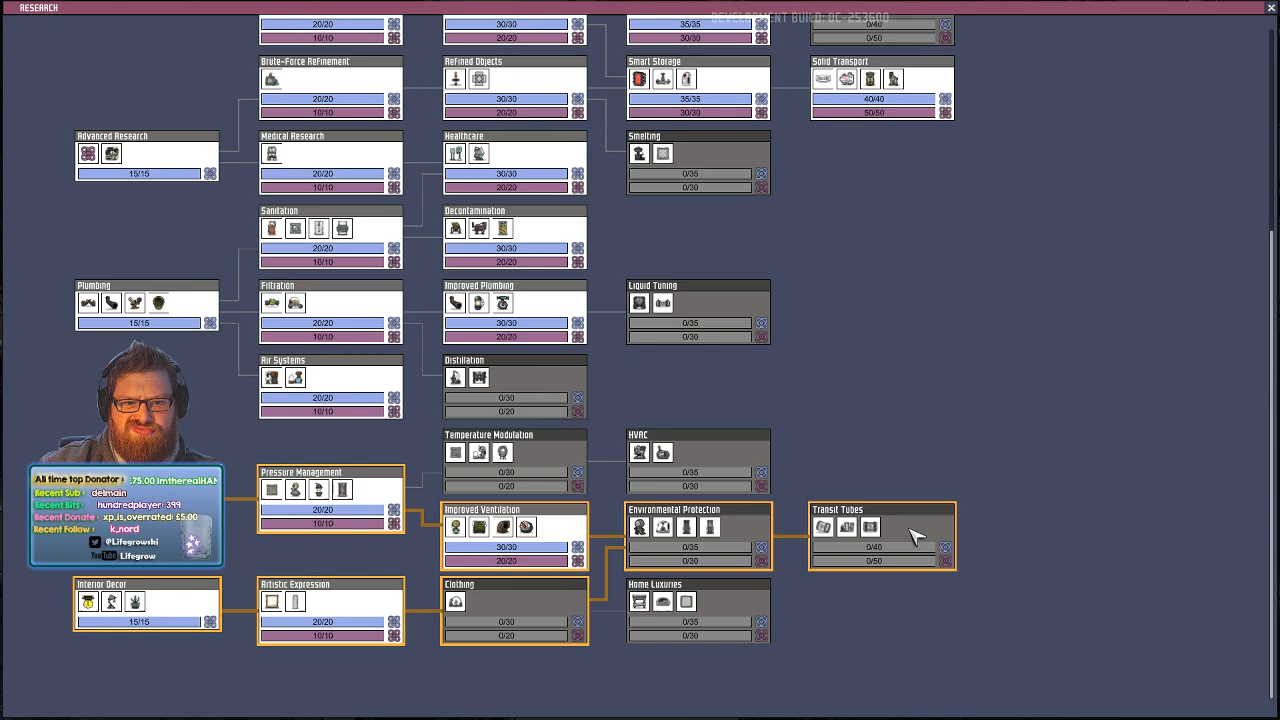 RESEARCH
DEVELOPMENT BUILD: DC-253600
20/20
30/30
35/35
0/40
10/10
20/20
30/30
0/50
Brute-Force Refinement
Refined Objects
Smart Storage
Solid Transport
20/20
30/30
35/35
40/40
10/10
20/20
30/30
50/50
Advanced Research
Medical Research
Healthcare
Smelting
15/15
20/20
30/30
0/35
10/10
20/20
0/30
Sanitation
Decontamination
20/20
30/30
10/10
20/20
Plumbing
Filtration
Improved Plumbing
Liquid Tuning
15/15
20/20
30/30
0/35
10/10
20/20
0/30
Air Systems
Distillation
20/20
0/30
10/10
0/20
Temperature Modulation
HVAC
0/30
0/35
0/20
0/30
Pressure Management
20/20
10/10
Improved Ventilation
Environmental Protection
Transit Tubes
30/30
0/35
0/40
20/20
0/30
0/50
Interior Decor
Artistic Expression
Clothing
Home Luxuries
15/15
20/20
0/30
0/35
10/10
0/20
0/30
All time top Donator :
£75.00 ImtherealHAN
Recent Sub : delmain
Recent Bits : hundredplayer: 399
Recent Donate : xp_is_overrated: £5.00
Recent Follow : k_nord
@Lifegrowski
YouTube Lifegrow